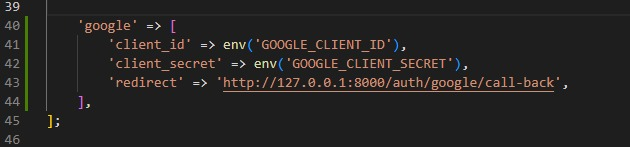 39
40 'google' => [
41 'client_id' => env('GOOGLE_CLIENT_ID'),
42 'client_secret' => env('GOOGLE_CLIENT_SECRET'),
43 'redirect' => 'http://127.0.0.1:8000/auth/google/call-back',
44 ],
45 ];
46